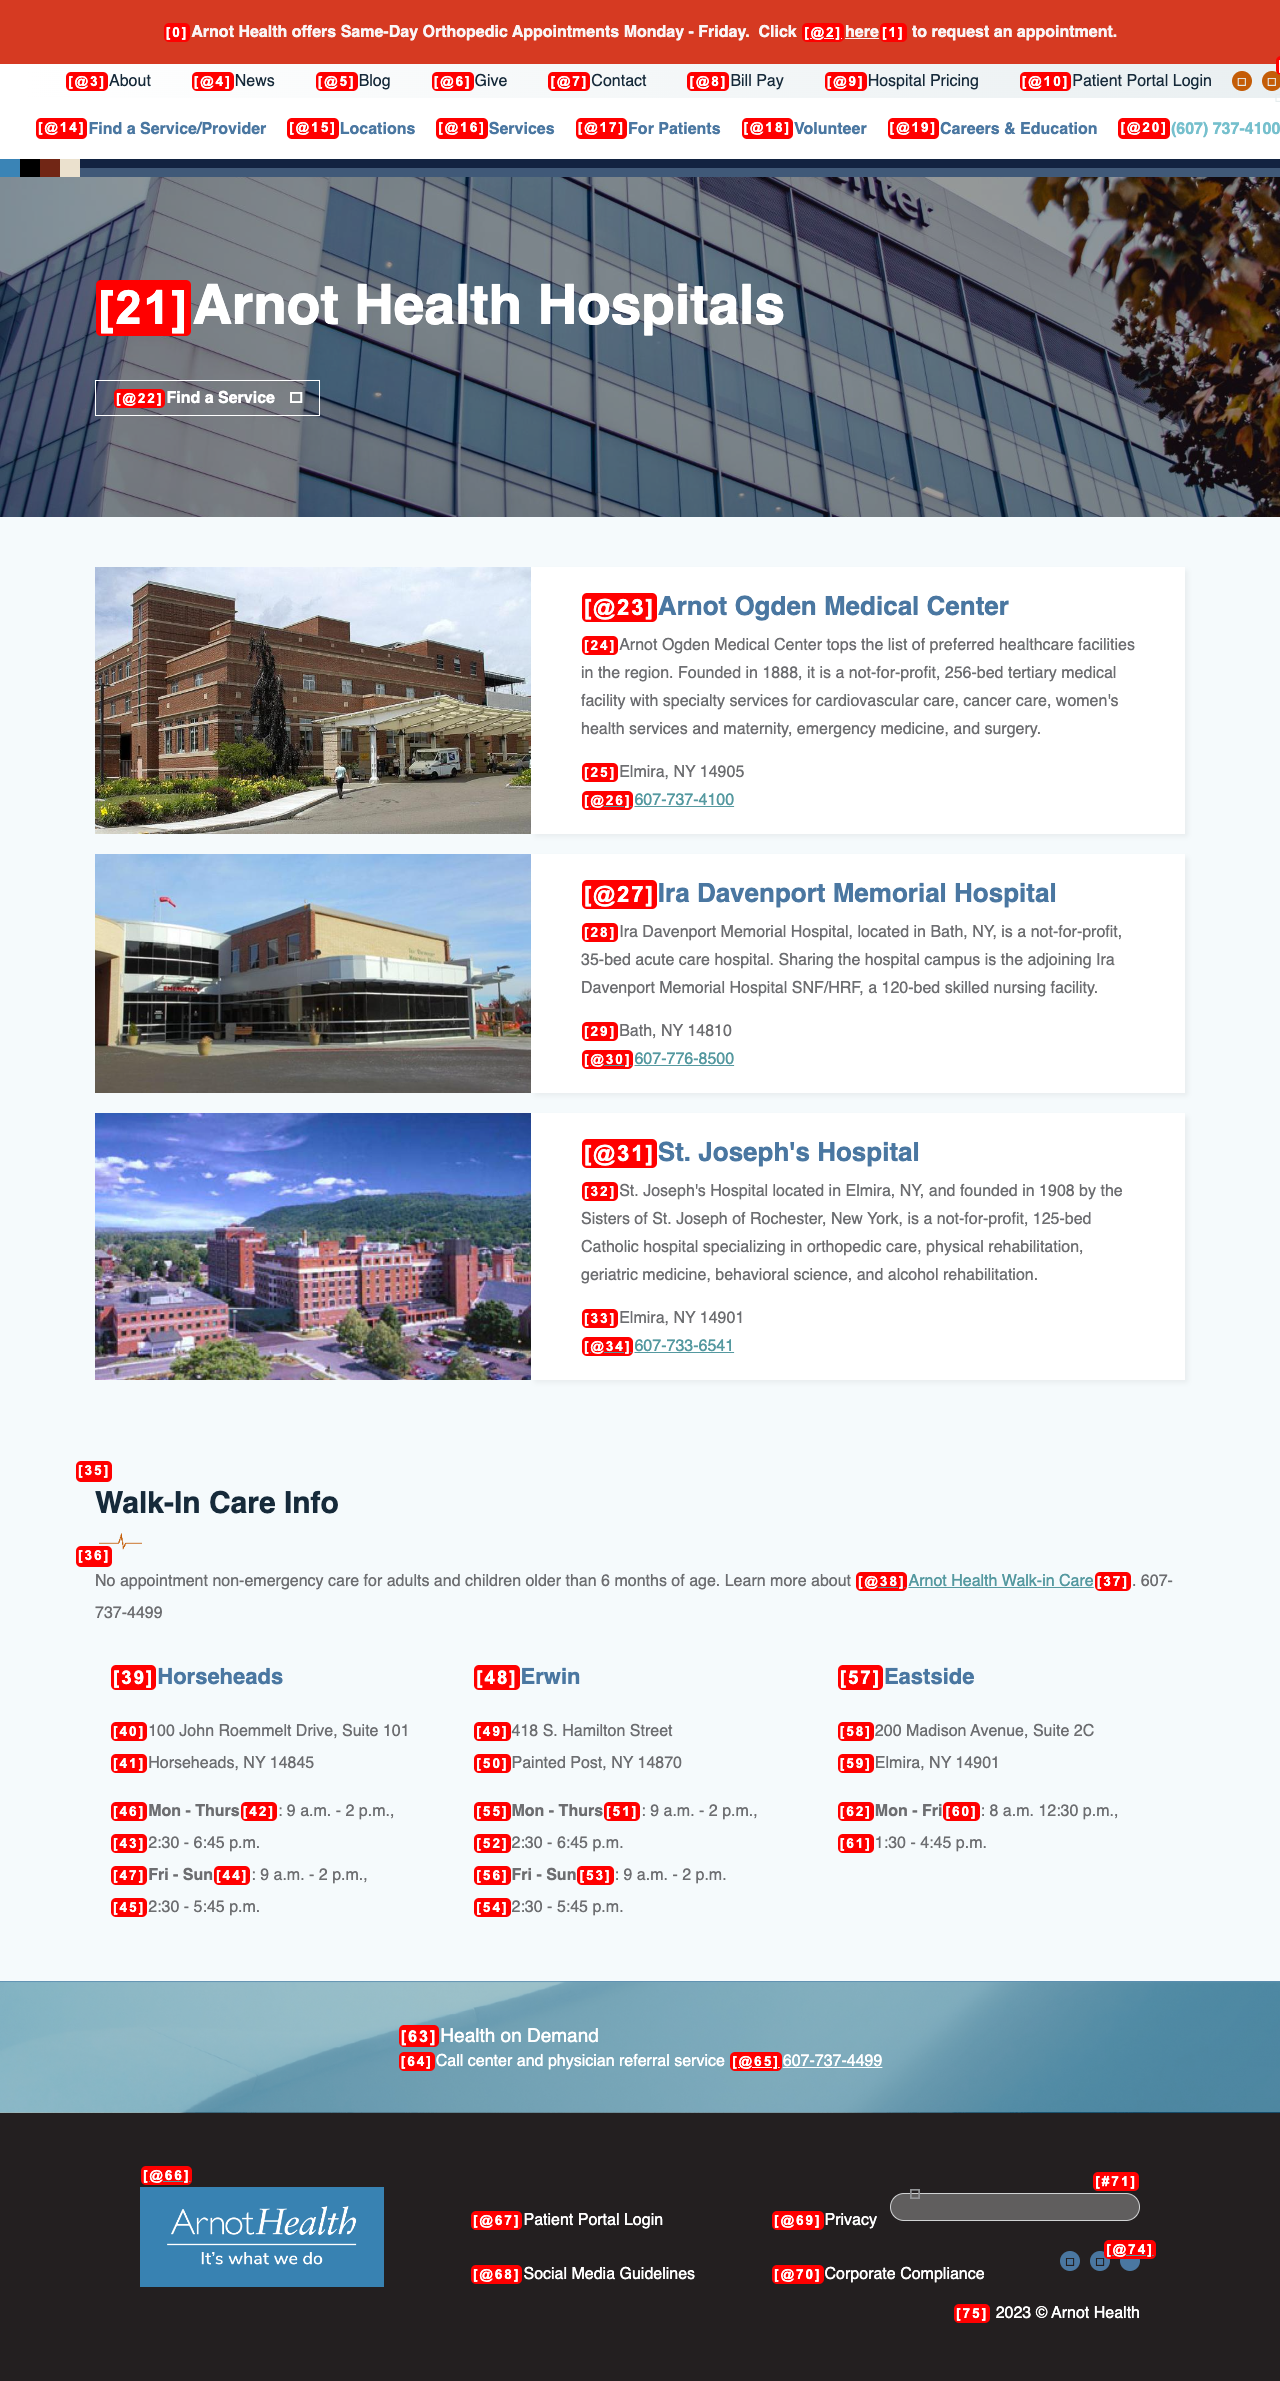 [0]Arnot Health offers Same-Day Orthopedic Appointments Monday - Friday. Click [@2]here[1] to request an appointment.
[@3]About [@4]News [@5]Blog [@6]Give [@7]Contact [@8]Bill Pay [@9]Hospital Pricing [@10]Patient Portal Login
[@14]Find a Service/Provider [@15]Locations [@16]Services [@17]For Patients [@18]Volunteer [@19]Careers & Education [@20](607) 737-4100
[21]Arnot Health Hospitals
[@22]Find a Service
[@23]Arnot Ogden Medical Center
[24]Arnot Ogden Medical Center tops the list of preferred healthcare facilities
in the region. Founded in 1888, it is a not-for-profit, 256-bed tertiary medical
facility with specialty services for cardiovascular care, cancer care, women's
health services and maternity, emergency medicine, and surgery.
[25]Elmira, NY 14905
[@26]607-737-4100
EMERGENCY
[@27]Ira Davenport Memorial Hospital
[28]Ira Davenport Memorial Hospital, located in Bath, NY, is a not-for-profit,
35-bed acute care hospital. Sharing the hospital campus is the adjoining Ira
Davenport Memorial Hospital SNF/HRF, a 120-bed skilled nursing facility.
[29]Bath, NY 14810
[@30]607-776-8500
[@31]St. Joseph's Hospital
[32]St. Joseph's Hospital located in Elmira, NY, and founded in 1908 by the
Sisters of St. Joseph of Rochester, New York, is a not-for-profit, 125-bed
Catholic hospital specializing in orthopedic care, physical rehabilitation,
geriatric medicine, behavioral science, and alcohol rehabilitation.
[33]Elmira, NY 14901
[@34]607-733-6541
[35]
Walk-In Care Info
[36]
No appointment non-emergency care for adults and children older than 6 months of age. Learn more about [@38]Arnot Health Walk-in Care[37]. 607-
737-4499
[39]Horseheads
[40]100 John Roemmelt Drive, Suite 101
[41]Horseheads, NY 14845
[46]Mon - Thurs[42]: 9 a.m. - 2 p.m.,
[43]2:30 - 6:45 p.m.
[47]Fri - Sun[44]: 9 a.m. - 2 p.m.,
[45]2:30 - 5:45 p.m.
[48]Erwin
[49]418 S. Hamilton Street
[50]Painted Post, NY 14870
[55]Mon - Thurs[51]: 9 a.m. - 2 p.m.,
[52]2:30 - 6:45 p.m.
[56]Fri - Sun[53]: 9 a.m. - 2 p.m.
[54]2:30 - 5:45 p.m.
[57]Eastside
[58]200 Madison Avenue, Suite 2C
[59]Elmira, NY 14901
[62]Mon - Fri[60]: 8 a.m. 12:30 p.m.,
[61]1:30 - 4:45 p.m.
[63]Health on Demand
[64]Call center and physician referral service [@65]607-737-4499
[@66]
ArnotHealth
It's what we do
[@67]Patient Portal Login
[@68]Social Media Guidelines
[@69]Privacy
[@70]Corporate Compliance
[#71]
[@74]
[75] 2023 © Arnot Health